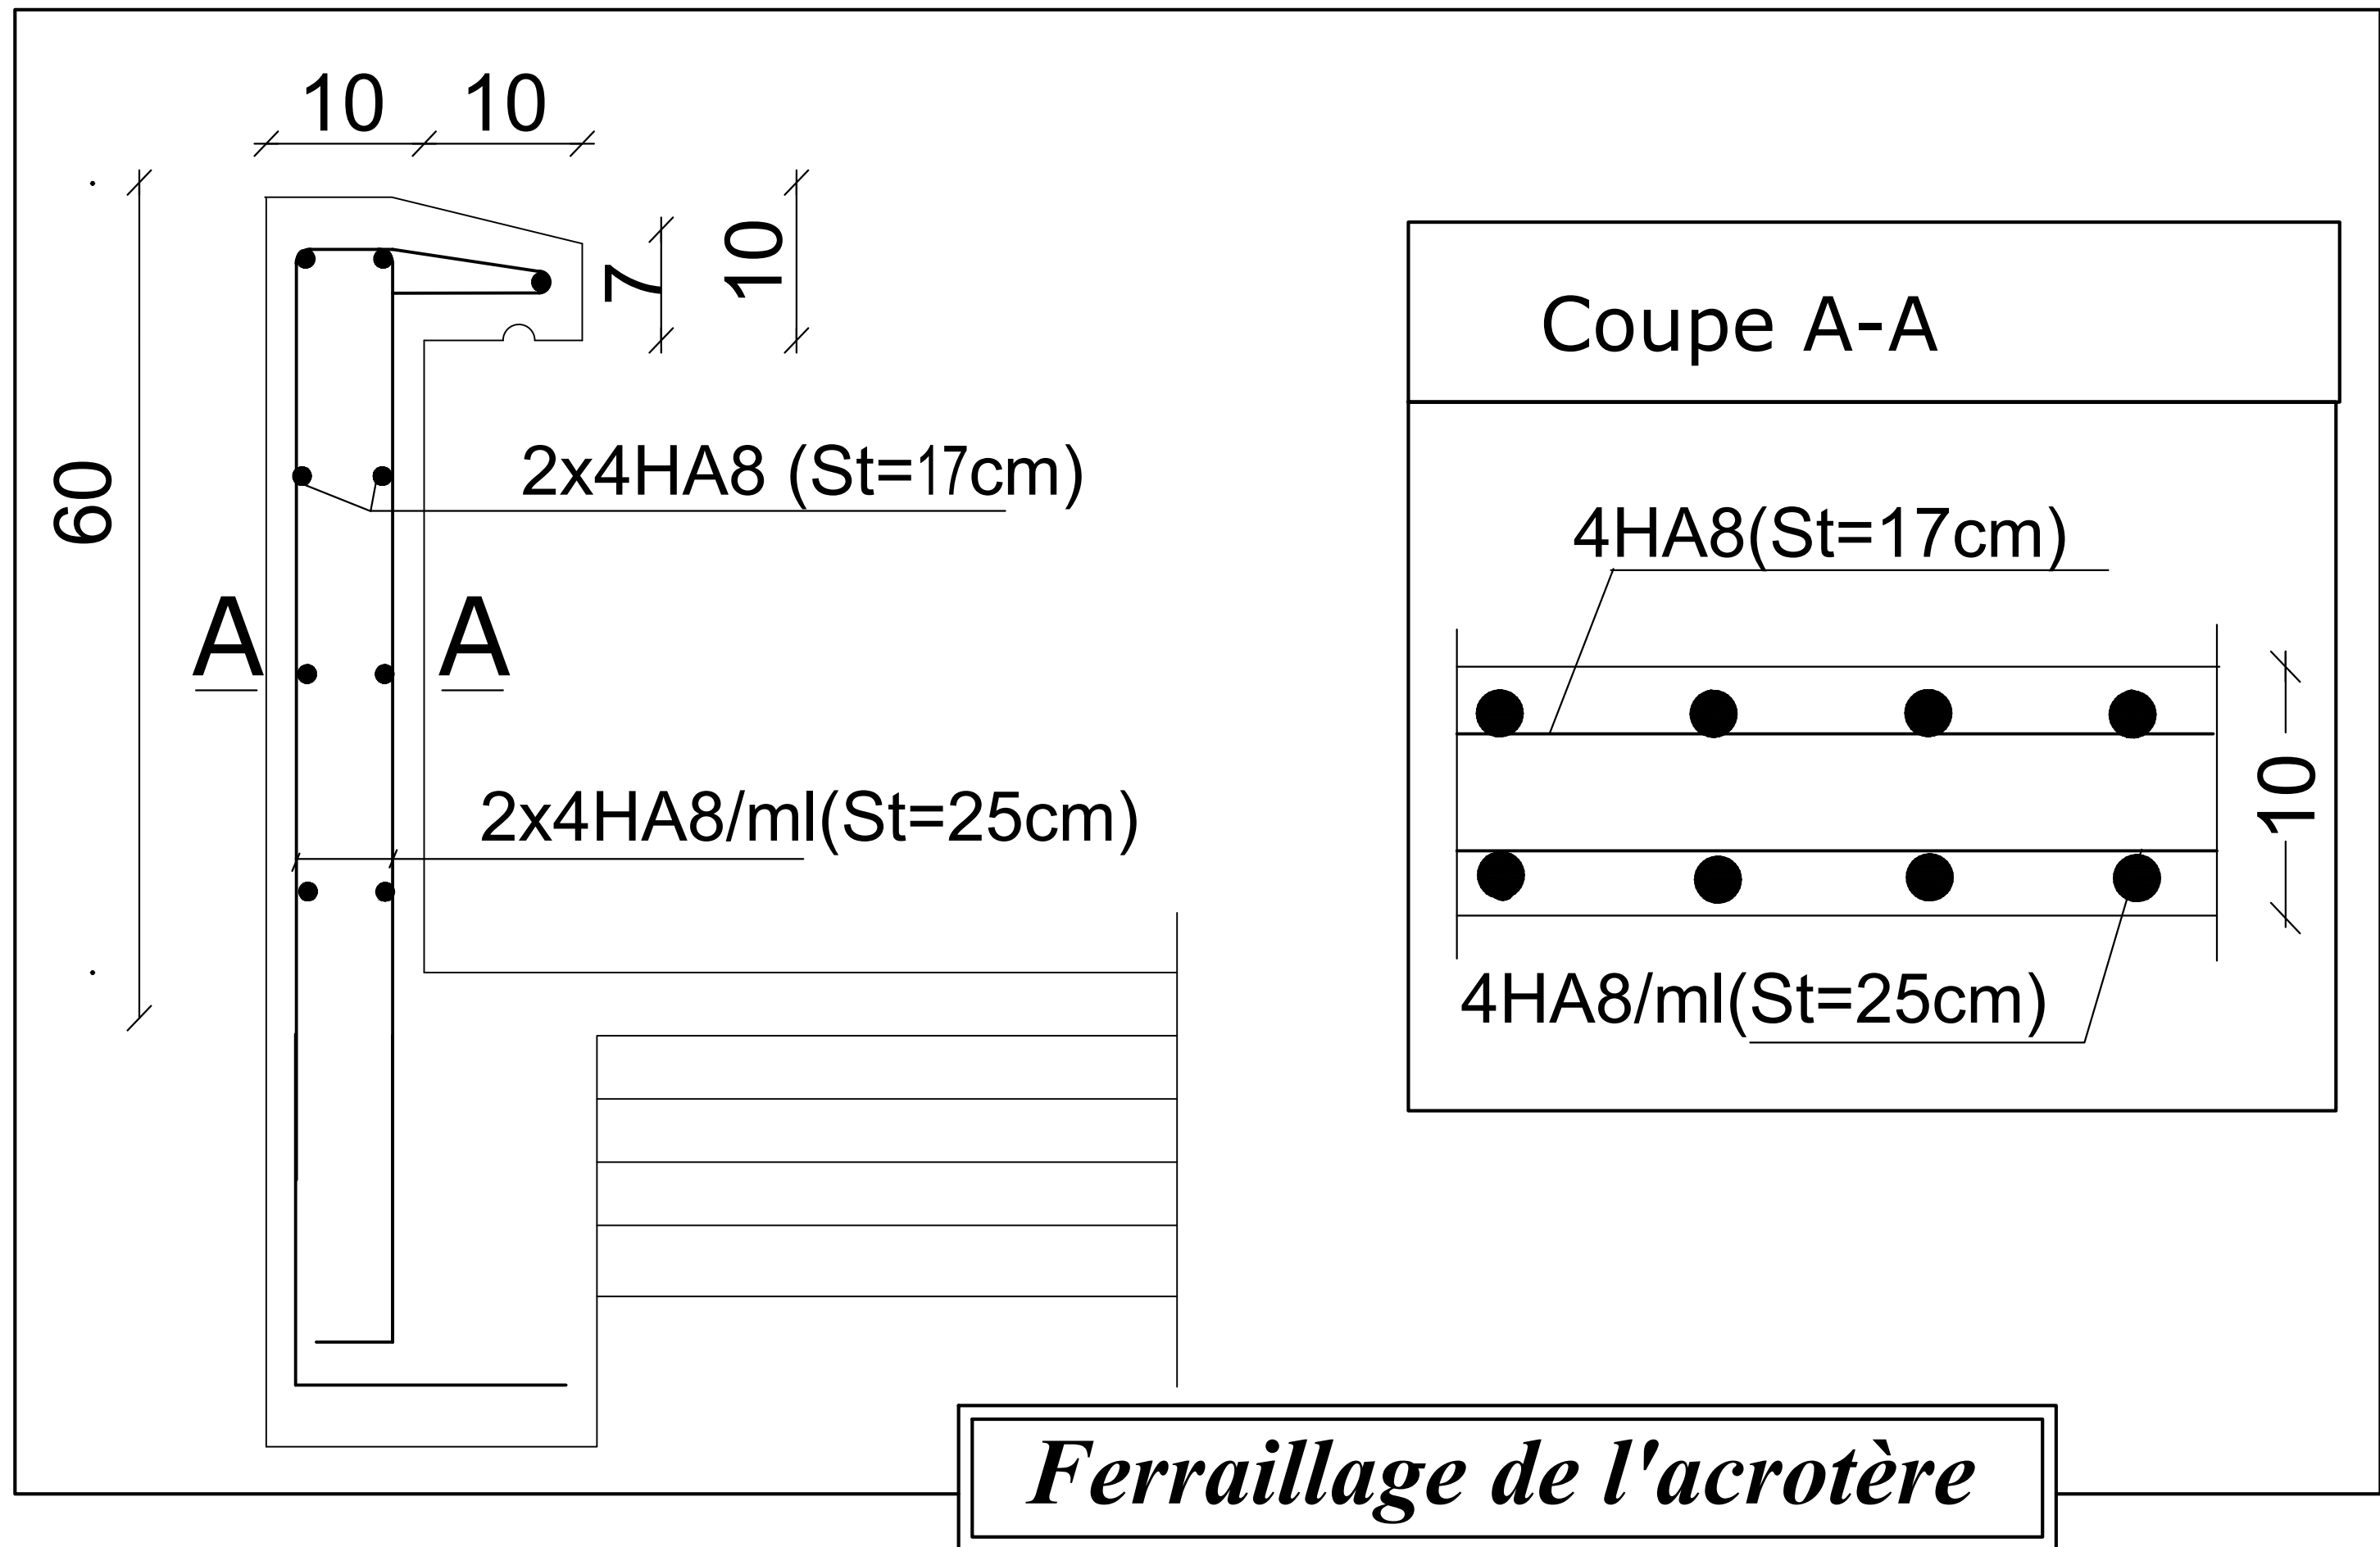 10 10
7
10
60
2x4HA8 (St=17cm)
A A
2x4HA8/ml(St=25cm)
Coupe A-A
4HA8(St=17cm)
10
4HA8/ml(St=25cm)
Ferraillage de l'acrotère